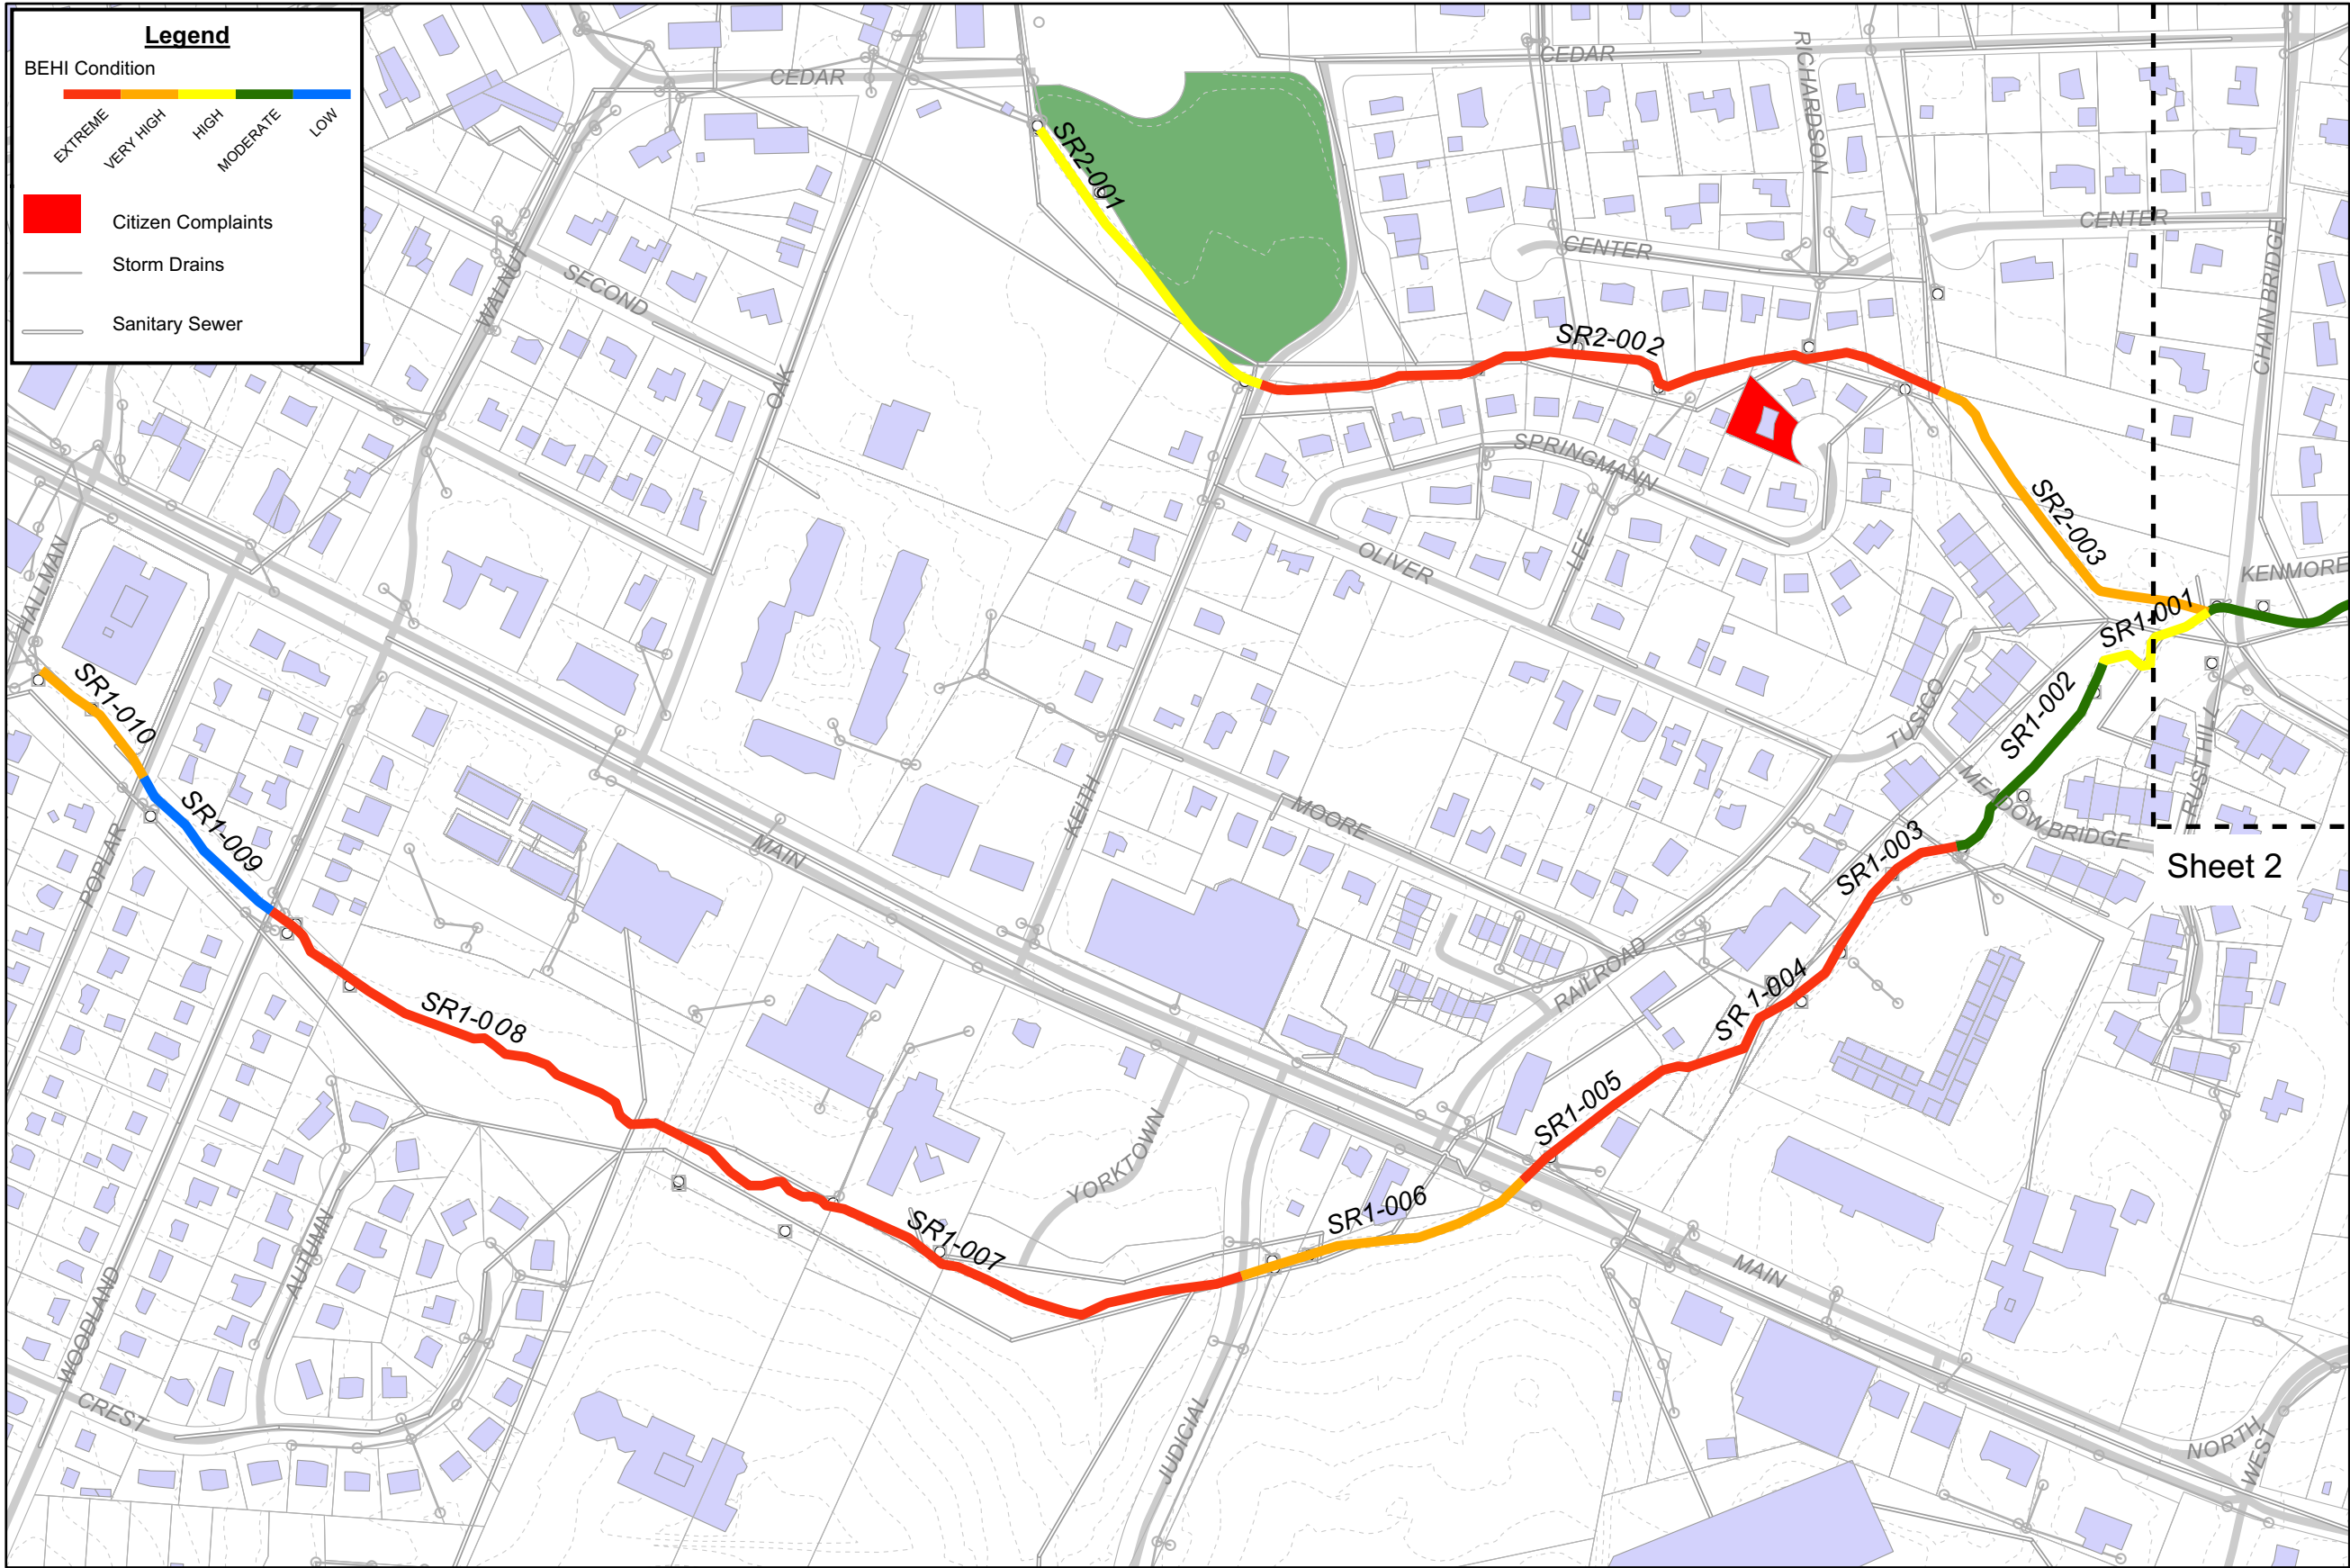 Legend
BEHI Condition
EXTREME
VERY HIGH
HIGH
MODERATE
LOW
Citizen Complaints
Storm Drains
Sanitary Sewer
CEDAR
CEDAR
RICHARDSON
SR2-001
CENTER
CENTER
CHAIN BRIDGE
WALNUT
SECOND
OAK
SR2-002
SPRINGMANN
SR2-003
OLIVER
LEE
KENMORE
HALLMAN
SR1-001
SR1-002
SR1-010
TUSICO
RUST HILL
MEADOWBRIDGE
POPLAR
SR1-009
MAIN
KEITH
MOORE
SR1-003
Sheet 2
RAILROAD
SR1-004
SR1-008
SR1-005
YORKTOWN
SR1-006
SR1-007
AUTUMN
WOODLAND
MAIN
CREST
JUDICIAL
NORTH
WEST